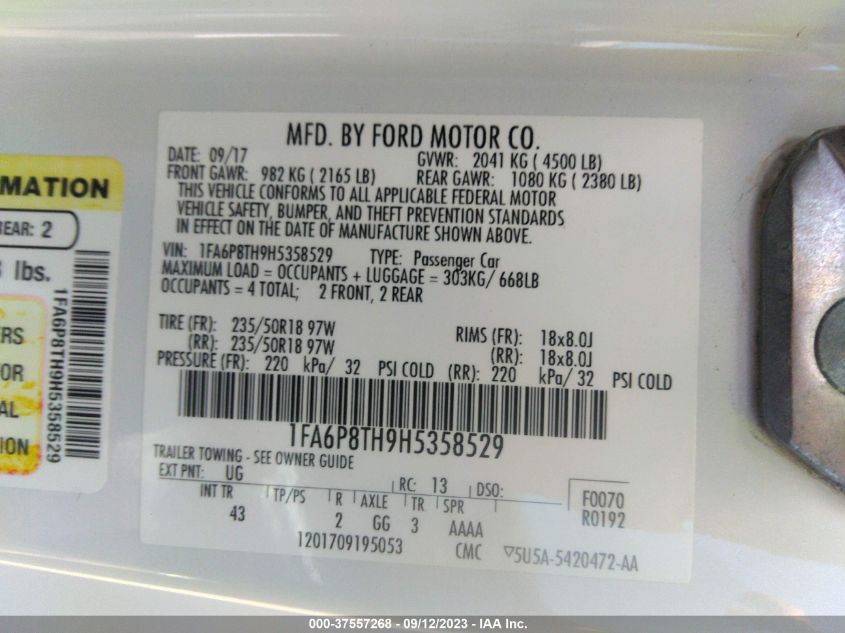 MFD. BY FORD MOTOR CO.
DATE: 09/17 GVWR: 2041 KG ( 4500 LB)
FRONT GAWR: 982 KG ( 2165 LB) REAR GAWR: 1080 KG ( 2380 LB)
THIS VEHICLE CONFORMS TO ALL APPLICABLE FEDERAL MOTOR
VEHICLE SAFETY, BUMPER, AND THEFT PREVENTION STANDARDS
IN EFFECT ON THE DATE OF MANUFACTURE SHOWN ABOVE.
VIN: 1FA6P8TH9H5358529 TYPE: Passenger Car
MAXIMUM LOAD = OCCUPANTS + LUGGAGE = 303KG/ 668LB
OCCUPANTS = 4 TOTAL; 2 FRONT, 2 REAR
TIRE (FR): 235/50R18 97W RIMS (FR): 18x8.0J
(RR): 235/50R18 97W (RR): 18x8.0J
PRESSURE (FR): 220 kPa/ 32 PSI COLD (RR): 220 kPa/ 32 PSI COLD
1FA6P8TH9H5358529
TRAILER TOWING - SEE OWNER GUIDE
EXT PNT: UG RC: 13 DSO: F0070
INT TR TP/PS R AXLE TR SPR R0192
43 2 GG 3 AAAA
1201709195053 CMC ▽5U5A-5420472-AA
MATION
REAR: 2
lbs.
1FA6P8TH9H5358529
ERS
OR
AL
ION
000-37557268 - 09/12/2023 - IAA Inc.